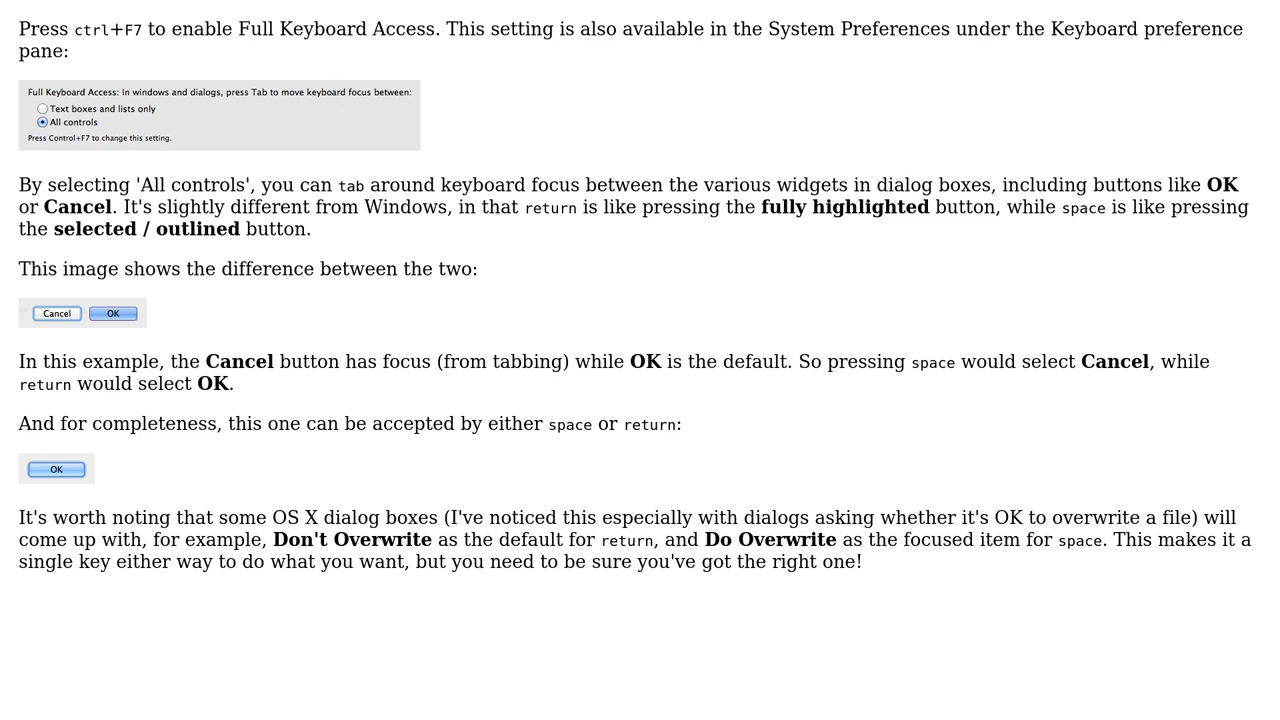 Press ctrl+F7 to enable Full Keyboard Access. This setting is also available in the System Preferences under the Keyboard preference
pane:
Full Keyboard Access: In windows and dialogs, press Tab to move keyboard focus between:
Text boxes and lists only
All controls
Press Control+F7 to change this setting.
By selecting 'All controls', you can tab around keyboard focus between the various widgets in dialog boxes, including buttons like OK
or Cancel. It's slightly different from Windows, in that return is like pressing the fully highlighted button, while space is like pressing
the selected / outlined button.
This image shows the difference between the two:
Cancel OK
In this example, the Cancel button has focus (from tabbing) while OK is the default. So pressing space would select Cancel, while
return would select OK.
And for completeness, this one can be accepted by either space or return:
OK
It's worth noting that some OS X dialog boxes (I've noticed this especially with dialogs asking whether it's OK to overwrite a file) will
come up with, for example, Don't Overwrite as the default for return, and Do Overwrite as the focused item for space. This makes it a
single key either way to do what you want, but you need to be sure you've got the right one!